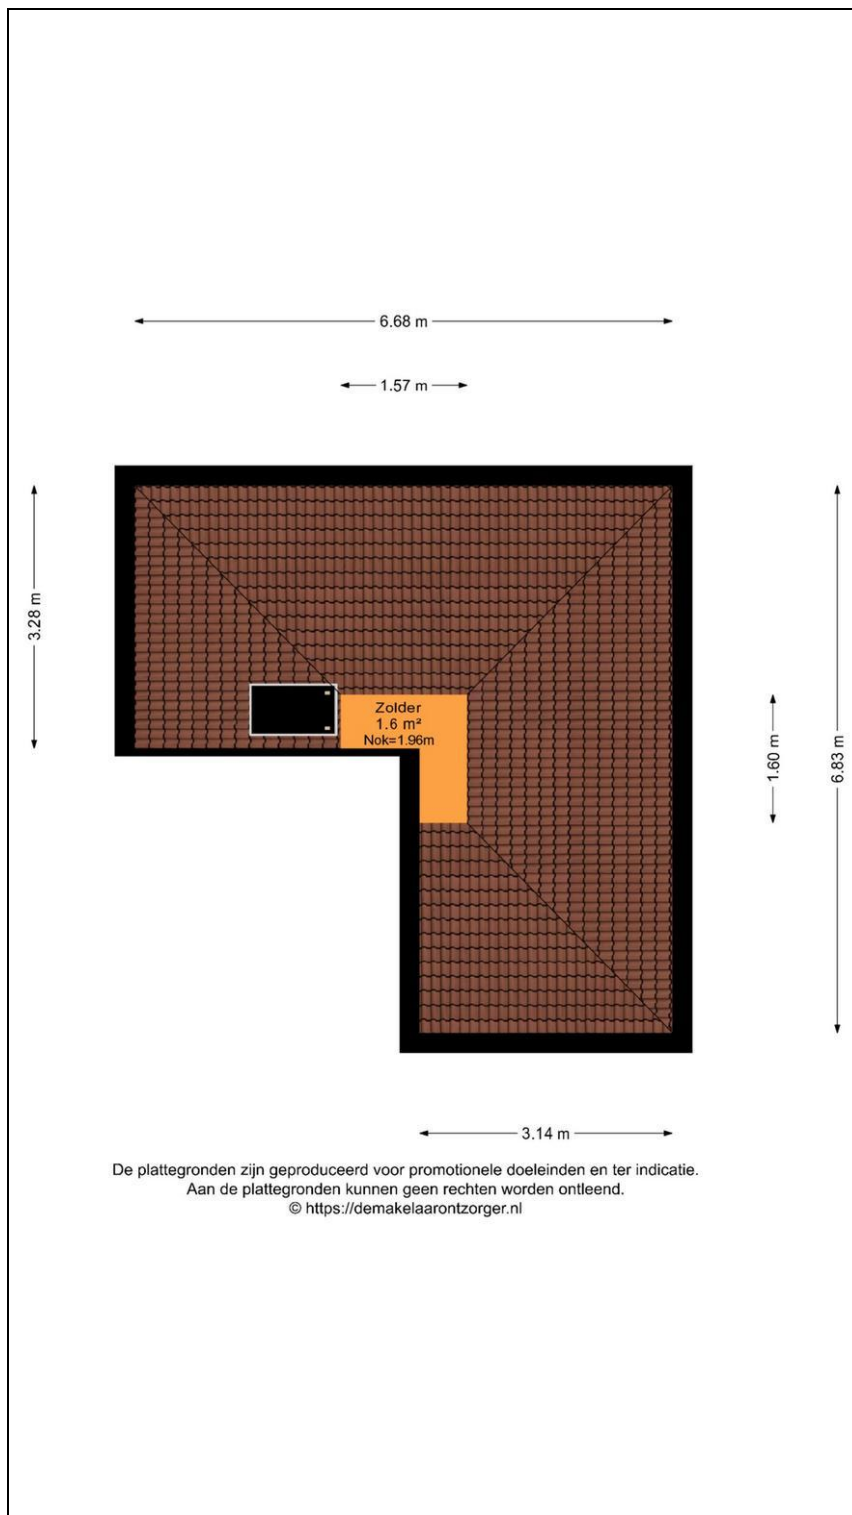 6.68 m
1.57 m
3.28 m
Zolder
1.6 m²
Nok=1.96m
1.60 m
6.83 m
3.14 m
De plattegronden zijn geproduceerd voor promotionele doeleinden en ter indicatie.
Aan de plattegronden kunnen geen rechten worden ontleend.
© https://demakelaarontzorger.nl